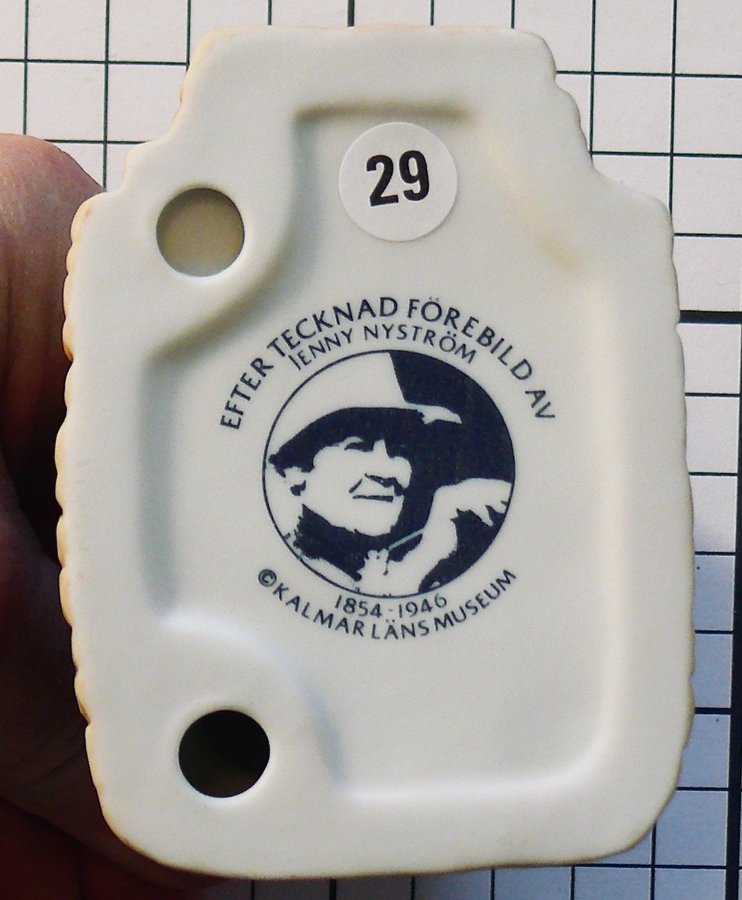 29
EFTER TECKNAD FÖREBILD AV
JENNY NYSTRÖM
1854-1946
©KALMAR LÄNS MUSEUM